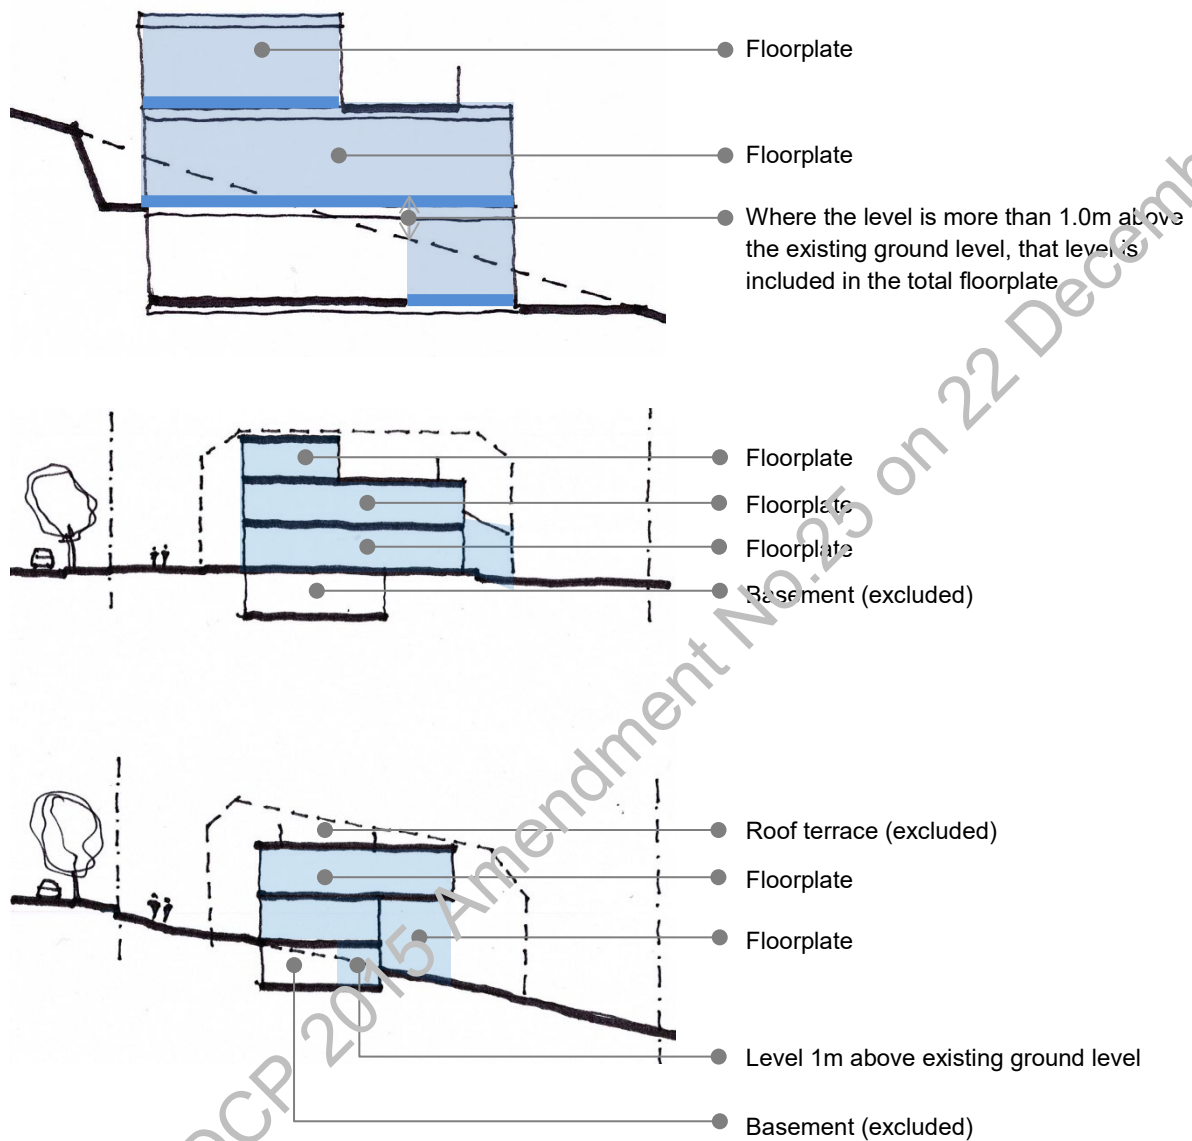 Floorplate
Floorplate
Where the level is more than 1.0m above
the existing ground level, that level is
included in the total floorplate
Floorplate
Floorplate
Floorplate
Basement (excluded)
Roof terrace (excluded)
Floorplate
Floorplate
Level 1m above existing ground level
Basement (excluded)
DCP 2015 Amendment No.25 on 22 Decemb